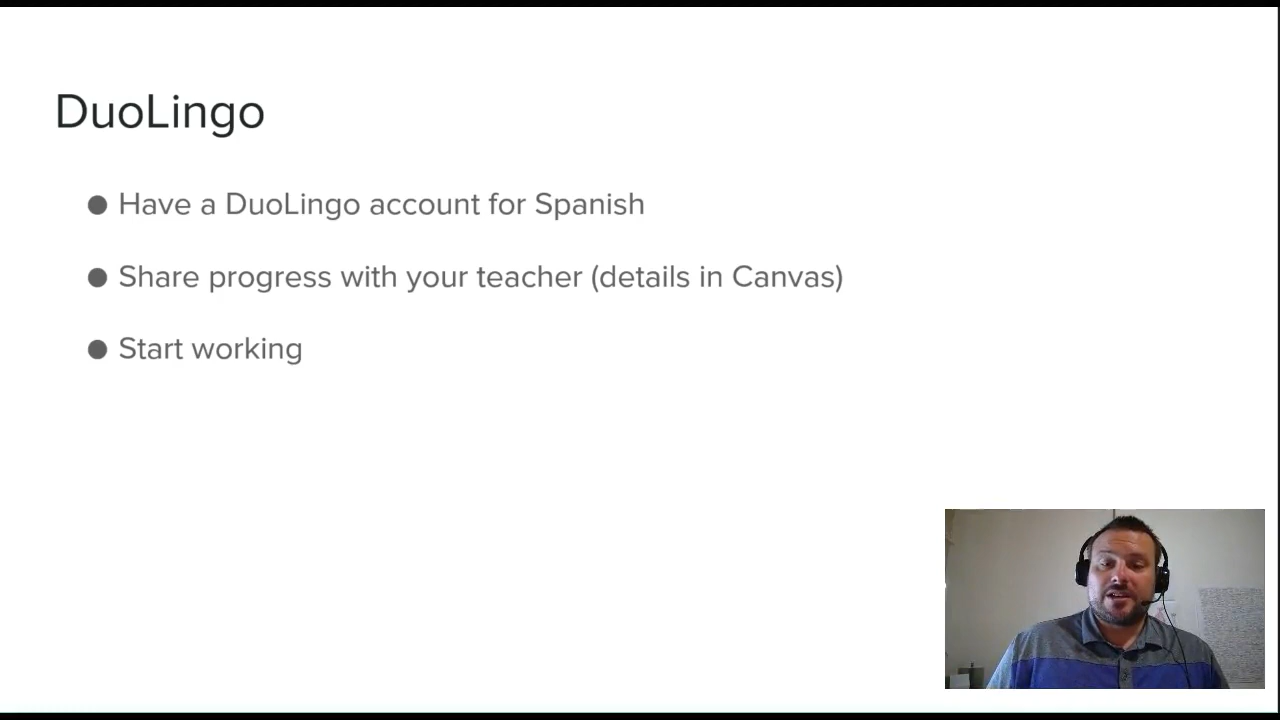 DuoLingo
● Have a DuoLingo account for Spanish
● Share progress with your teacher (details in Canvas)
● Start working